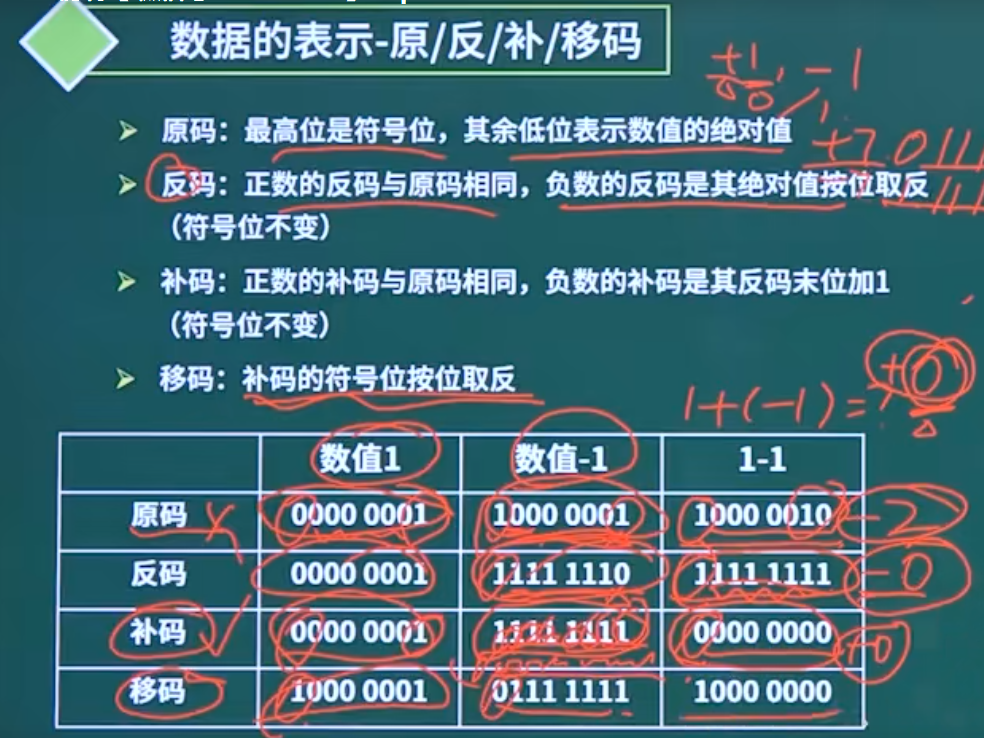 数据的表示-原/反/补/移码
+1, -1
0 0 1
原码：最高位是符号位，其余低位表示数值的绝对值
+7 0111
反码：正数的反码与原码相同，负数的反码是其绝对值按位取反
（符号位不变）
补码：正数的补码与原码相同，负数的补码是其反码末位加1
（符号位不变）
移码：补码的符号位按位取反
1+(-1)=+0
数值1 数值-1 1-1
原码 0000 0001 1000 0001 1000 0010 -2
反码 0000 0001 1111 1110 1111 1111 -0
补码 0000 0001 1111 1111 0000 0000 +0
移码 1000 0001 0111 1111 1000 0000